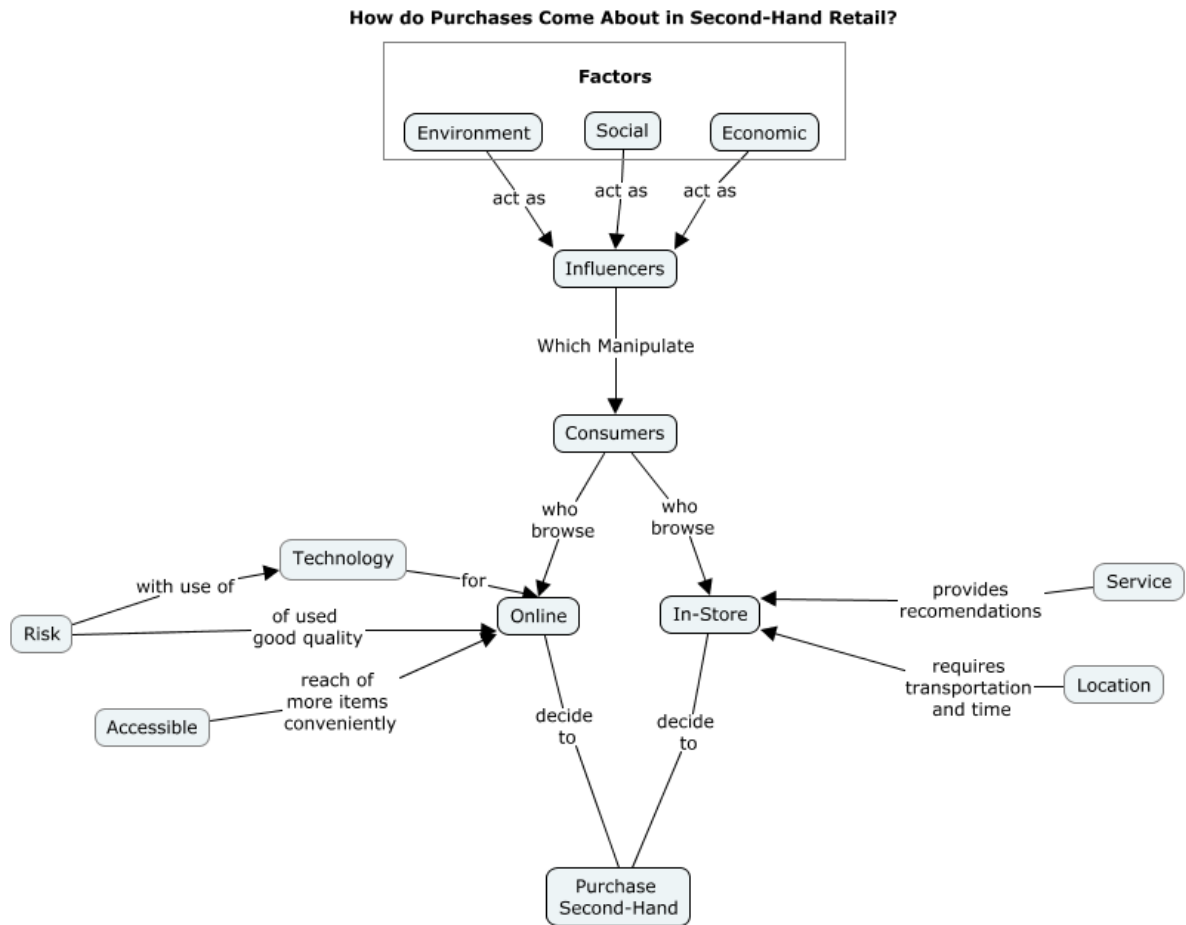 How do Purchases Come About in Second-Hand Retail?
Factors
Environment
Social
Economic
act as
act as
act as
Influencers
Which Manipulate
Consumers
who
browse
who
browse
Technology
with use of
for
Service
provides
recomendations
Online
In-Store
Risk
of used
good quality
reach of
more items
conveniently
Accessible
requires
transportation
and time
Location
decide
to
decide
to
Purchase
Second-Hand